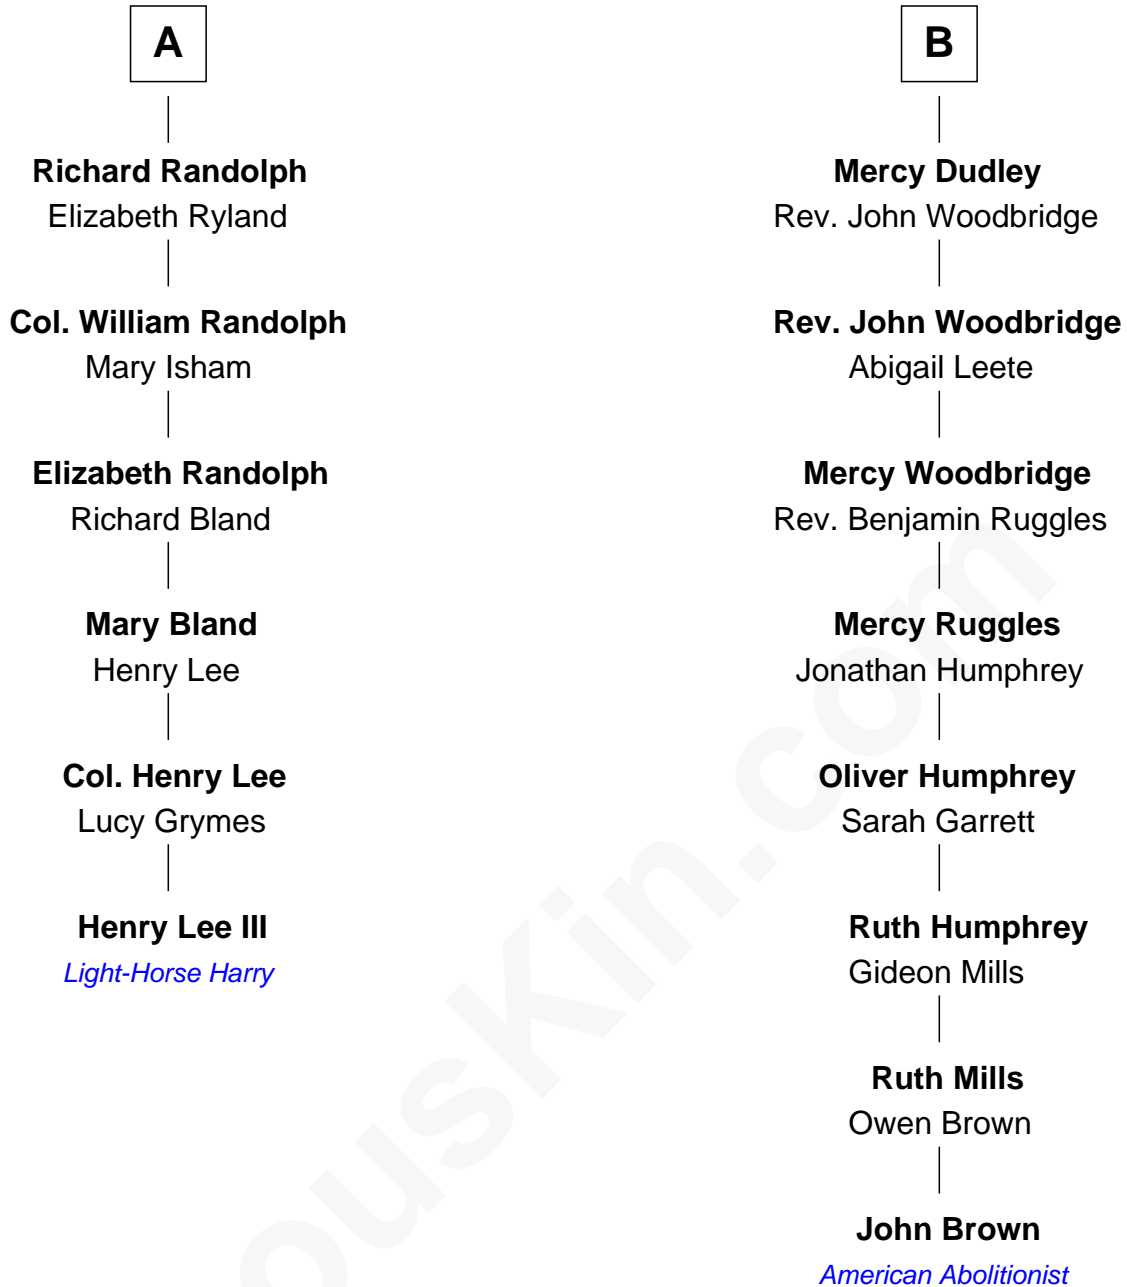 A
Richard Randolph
Elizabeth Ryland
Col. William Randolph
Mary Isham
Elizabeth Randolph
Richard Bland
Mary Bland
Henry Lee
Col. Henry Lee
Lucy Grymes
Henry Lee III
Light-Horse Harry
B
Mercy Dudley
Rev. John Woodbridge
Rev. John Woodbridge
Abigail Leete
Mercy Woodbridge
Rev. Benjamin Ruggles
Mercy Ruggles
Jonathan Humphrey
Oliver Humphrey
Sarah Garrett
Ruth Humphrey
Gideon Mills
Ruth Mills
Owen Brown
John Brown
American Abolitionist
ousKin.com